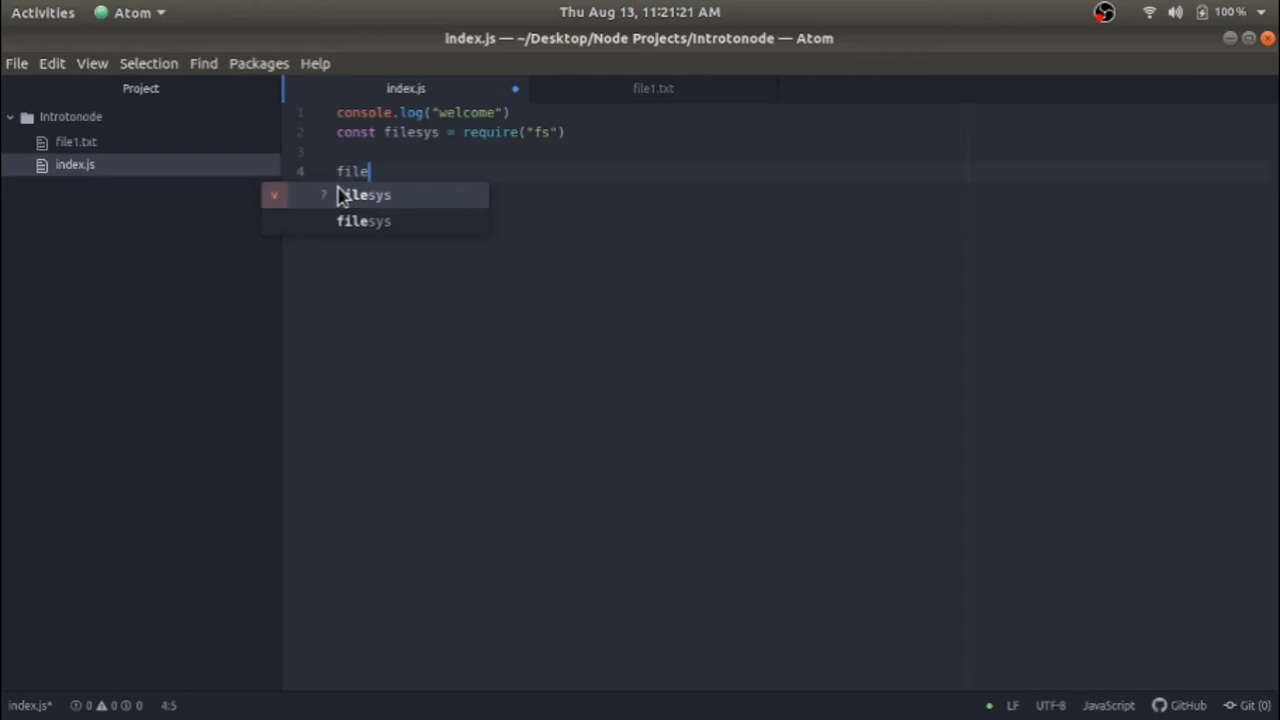 Activities Atom Thu Aug 13, 11:21:21 AM 100 %
index.js — ~/Desktop/Node Projects/Introtonode — Atom
File Edit View Selection Find Packages Help
Project index.js file1.txt
Introtonode
file1.txt
index.js
1 console.log("welcome")
2 const filesys = require("fs")
3
4 file
v ? filesys
filesys
index.js* 0 0 0 4:5 LF UTF-8 JavaScript GitHub Git (0)